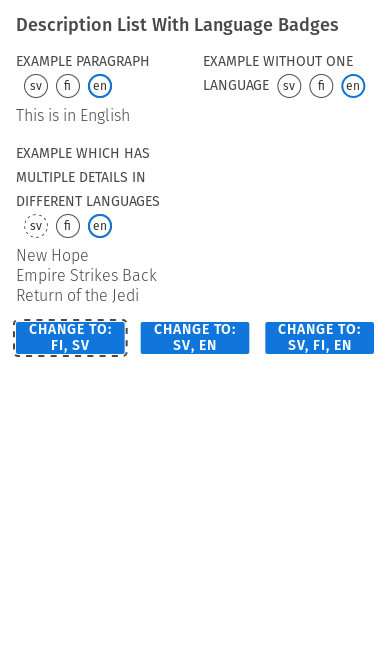 Description List With Language Badges
EXAMPLE PARAGRAPH
sv fi en
This is in English
EXAMPLE WITHOUT ONE
LANGUAGE sv fi en
EXAMPLE WHICH HAS
MULTIPLE DETAILS IN
DIFFERENT LANGUAGES
sv fi en
New Hope
Empire Strikes Back
Return of the Jedi
CHANGE TO:
FI, SV
CHANGE TO:
SV, EN
CHANGE TO:
SV, FI, EN